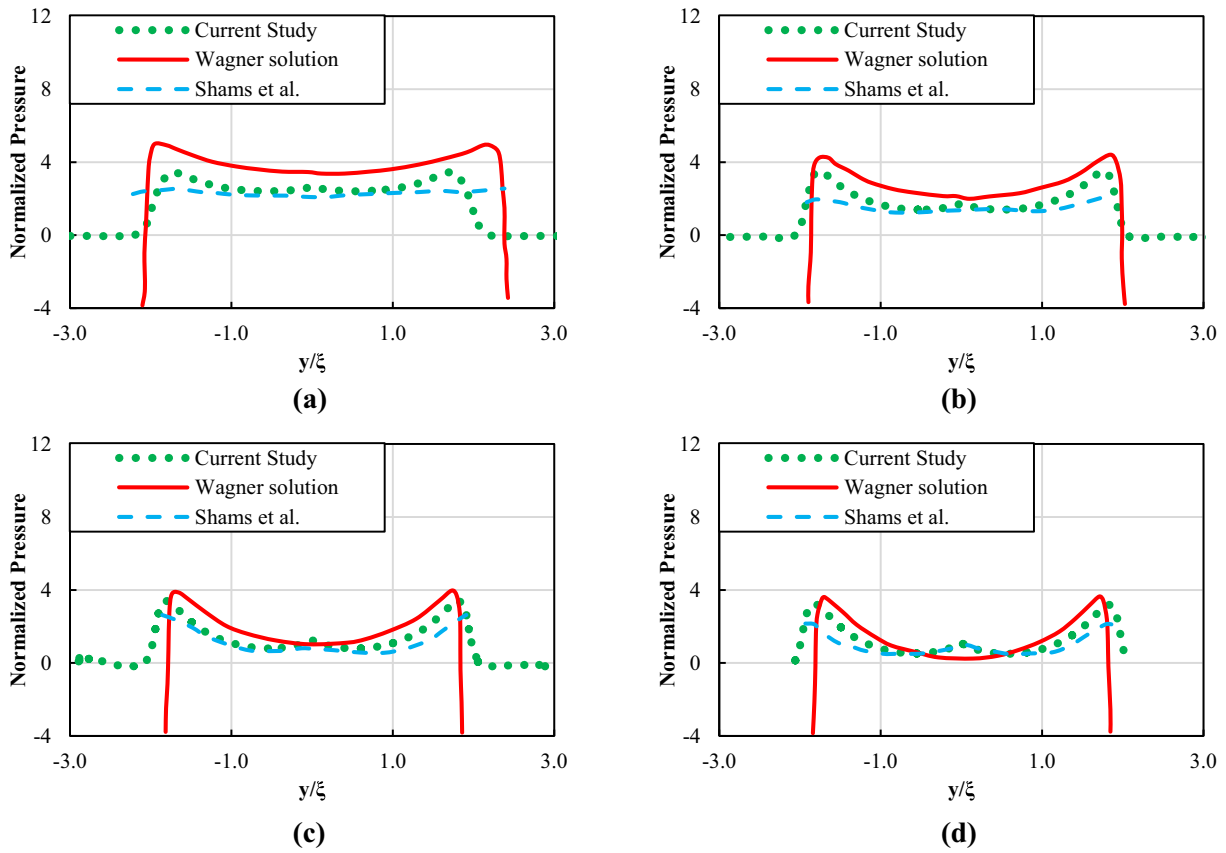 12
8
4
0
-4
-3.0 -1.0 1.0 3.0
Normalized Pressure
y/ξ
Current Study
Wagner solution
Shams et al.
(a)
12
8
4
0
-4
-3.0 -1.0 1.0 3.0
Normalized Pressure
y/ξ
Current Study
Wagner solution
Shams et al.
(b)
12
8
4
0
-4
-3.0 -1.0 1.0 3.0
Normalized Pressure
y/ξ
Current Study
Wagner solution
Shams et al.
(c)
12
8
4
0
-4
-3.0 -1.0 1.0 3.0
Normalized Pressure
y/ξ
Current Study
Wagner solution
Shams et al.
(d)